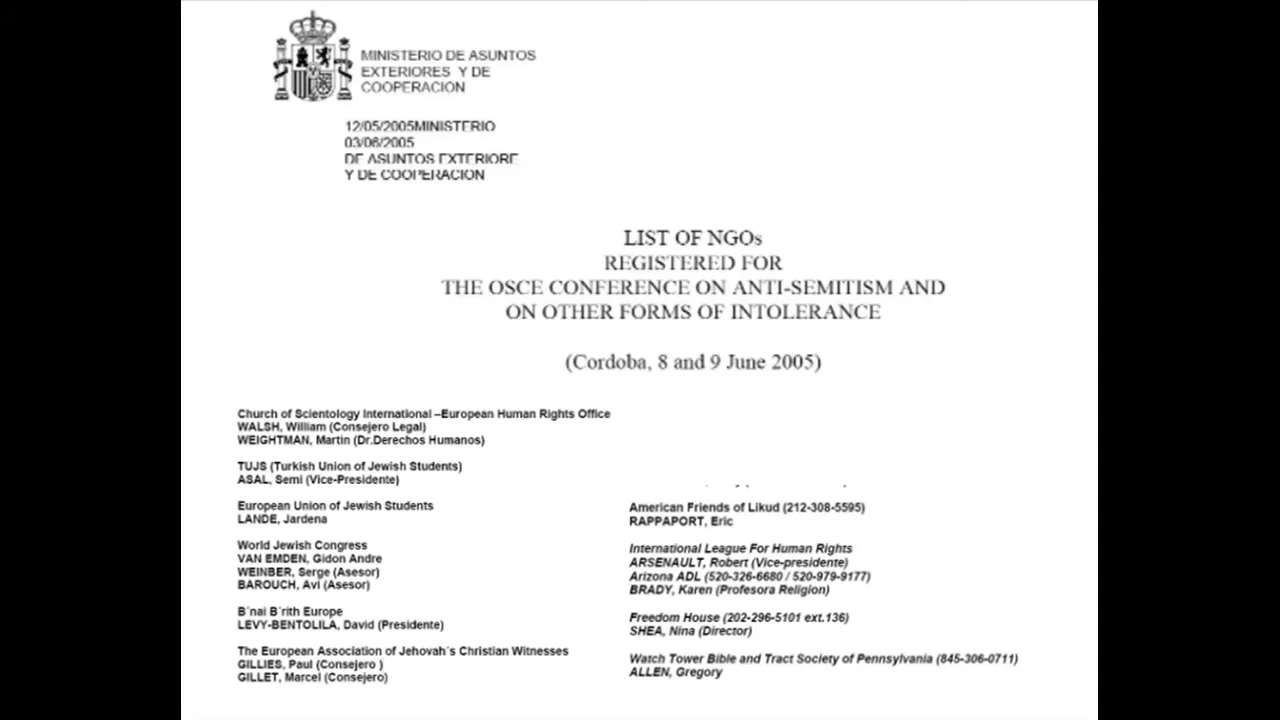 MINISTERIO DE ASUNTOS
EXTERIORES Y DE
COOPERACION
12/05/2005MINISTERIO
03/06/2005
DE ASUNTOS EXTERIORE
Y DE COOPERACION
LIST OF NGOs
REGISTERED FOR
THE OSCE CONFERENCE ON ANTI-SEMITISM AND
ON OTHER FORMS OF INTOLERANCE
(Cordoba, 8 and 9 June 2005)
Church of Scientology International –European Human Rights Office
WALSH, William (Consejero Legal)
WEIGHTMAN, Martin (Dr.Derechos Humanos)
TUJS (Turkish Union of Jewish Students)
ASAL, Semi (Vice-Presidente)
European Union of Jewish Students
LANDE, Jardena
World Jewish Congress
VAN EMDEN, Gidon Andre
WEINBER, Serge (Asesor)
BAROUCH, Avi (Asesor)
B´nai B´rith Europe
LEVY-BENTOLILA, David (Presidente)
The European Association of Jehovah´s Christian Witnesses
GILLIES, Paul (Consejero )
GILLET, Marcel (Consejero)
American Friends of Likud (212-308-5595)
RAPPAPORT, Eric
International League For Human Rights
ARSENAULT, Robert (Vice-presidente)
Arizona ADL (520-326-6680 / 520-979-9177)
BRADY, Karen (Profesora Religion)
Freedom House (202-296-5101 ext.136)
SHEA, Nina (Director)
Watch Tower Bible and Tract Society of Pennsylvania (845-306-0711)
ALLEN, Gregory